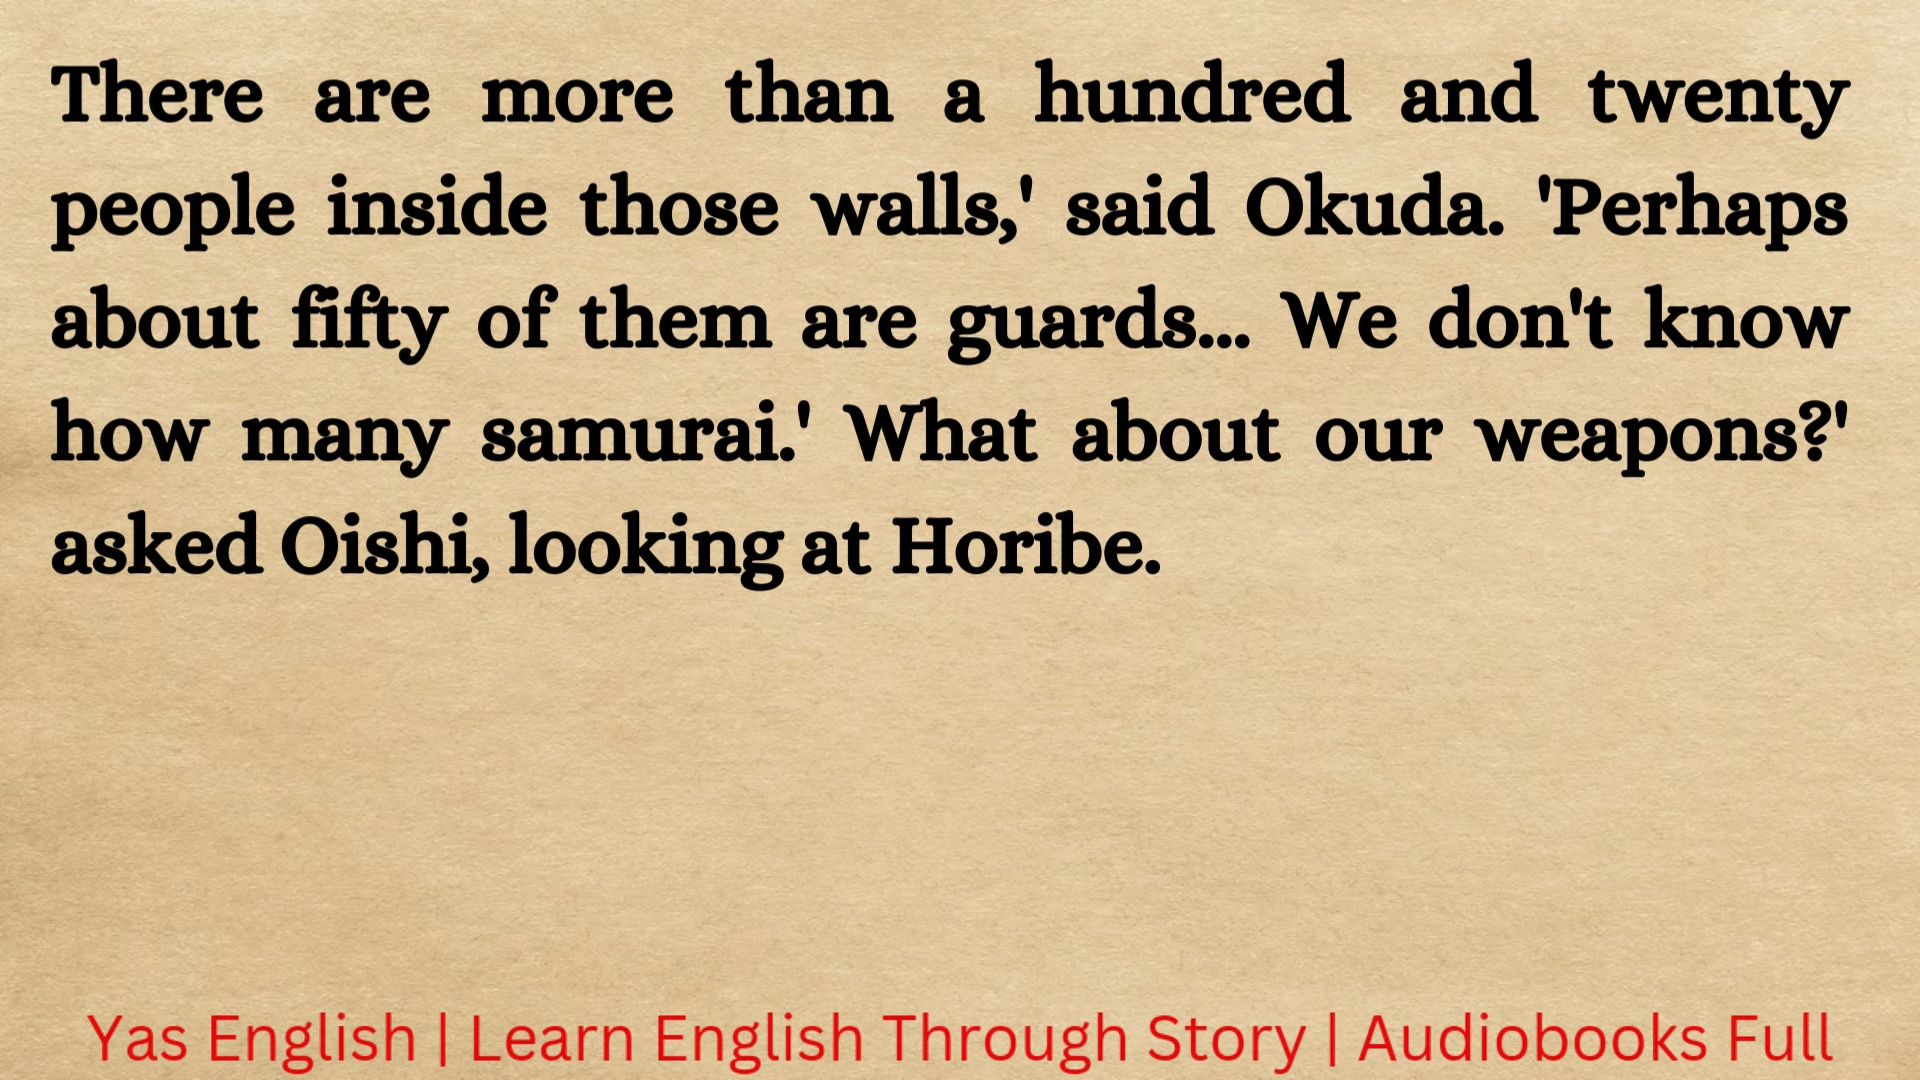 There are more than a hundred and twenty
people inside those walls,' said Okuda. 'Perhaps
about fifty of them are guards... We don't know
how many samurai.' What about our weapons?'
asked Oishi, looking at Horibe.
Yas English | Learn English Through Story | Audiobooks Full